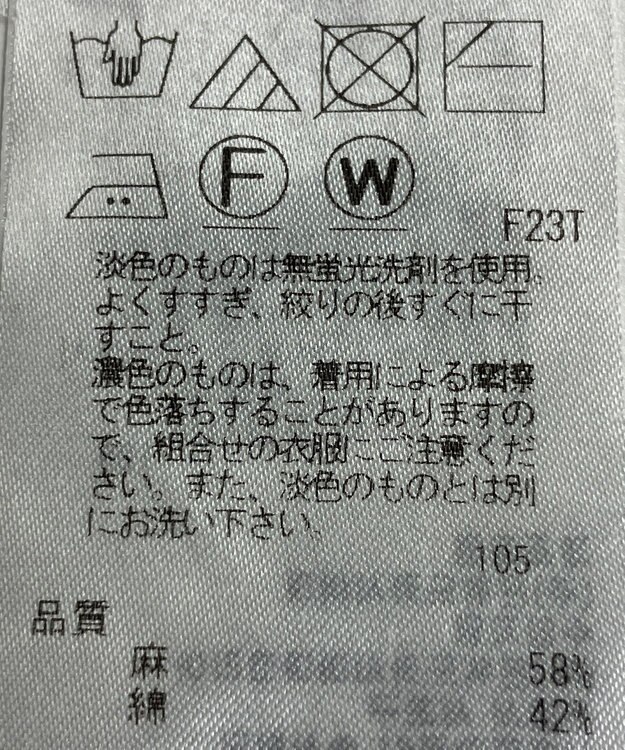 F W
F23T
淡色のものは無蛍光洗剤を使用。
よくすすぎ、絞りの後すぐに干
すこと。
濃色のものは、着用による摩擦
で色落ちすることがありますの
で、組合せの衣服にご注意くだ
さい。また、淡色のものとは別
にお洗い下さい。
105
品質
麻 58%
綿 42%